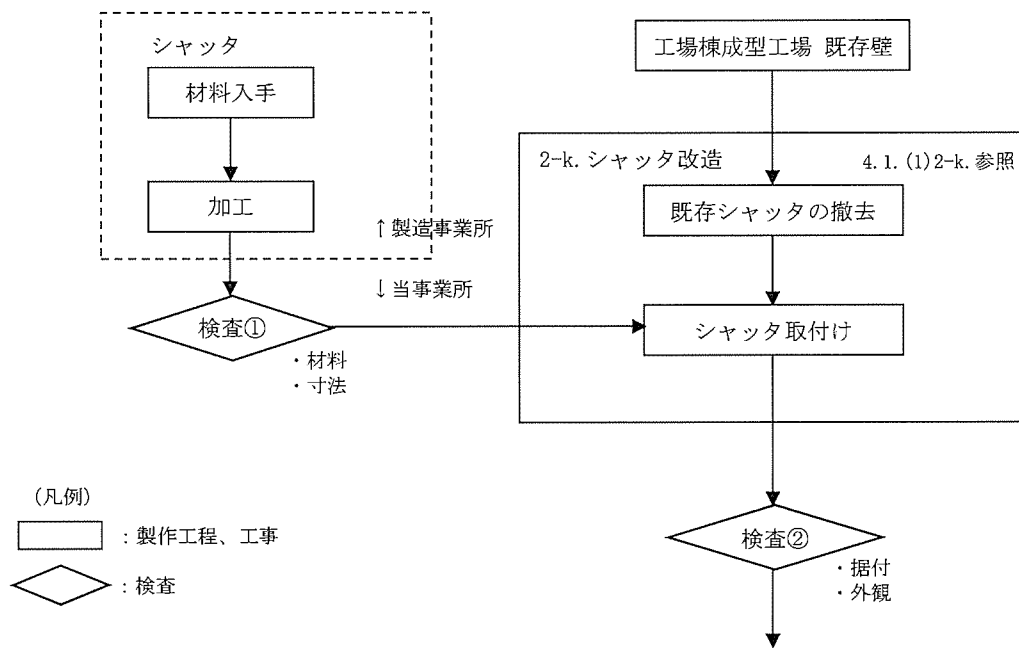 シャッタ
材料入手
加工
↑製造事業所
↓当事業所
検査①
・材料
・寸法
工場棟成型工場 既存壁
2-k. シャッタ改造
4.1.(1)2-k. 参照
既存シャッタの撤去
シャッタ取付け
検査②
・据付
・外観
(凡例)
：製作工程、工事
：検査